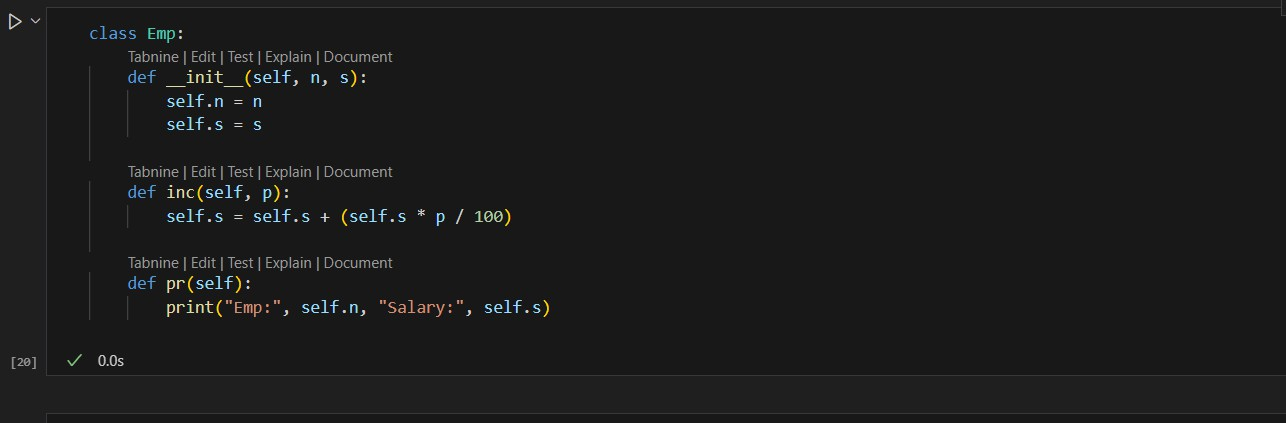 class Emp:
Tabnine | Edit | Test | Explain | Document
def __init__(self, n, s):
self.n = n
self.s = s
Tabnine | Edit | Test | Explain | Document
def inc(self, p):
self.s = self.s + (self.s * p / 100)
Tabnine | Edit | Test | Explain | Document
def pr(self):
print("Emp:", self.n, "Salary:", self.s)
[20] 0.0s